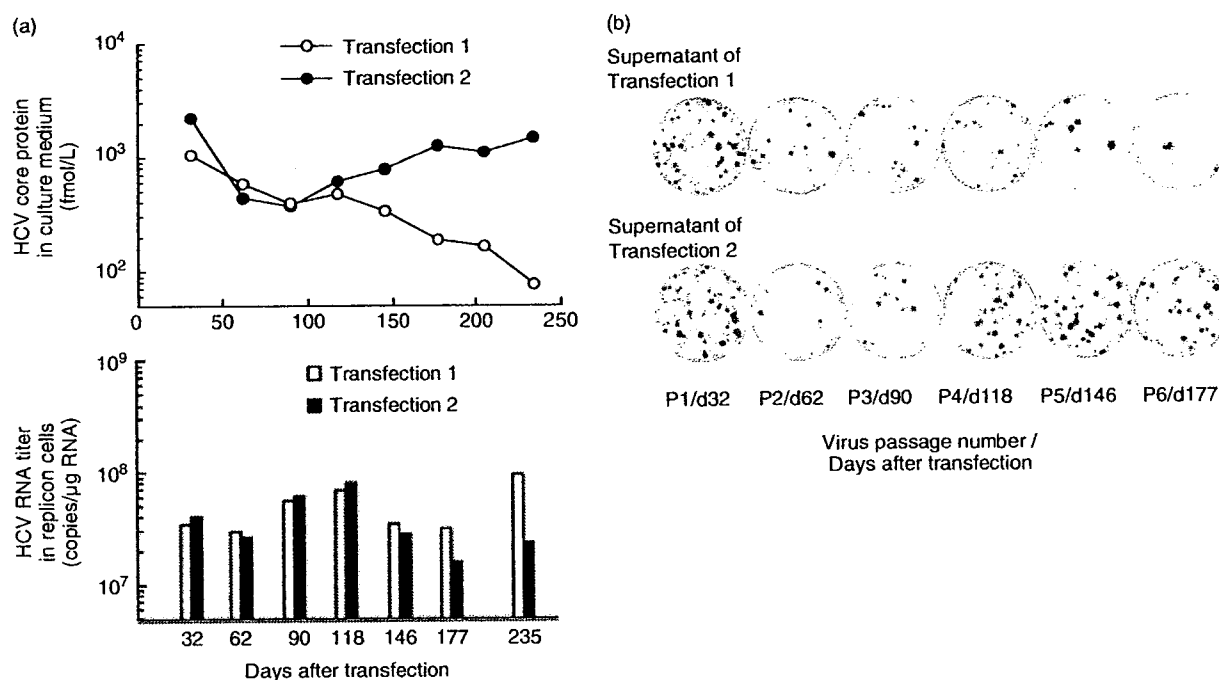 (a)
10⁴
10³
10²
HCV core protein
in culture medium
(fmol/L)
Transfection 1
Transfection 2
0
50
100
150
200
250
10⁹
10⁸
10⁷
HCV RNA titer
in replicon cells
(copies/µg RNA)
Transfection 1
Transfection 2
32
62
90
118
146
177
235
Days after transfection
(b)
Supernatant of
Transfection 1
Supernatant of
Transfection 2
P1/d32
P2/d62
P3/d90
P4/d118
P5/d146
P6/d177
Virus passage number /
Days after transfection